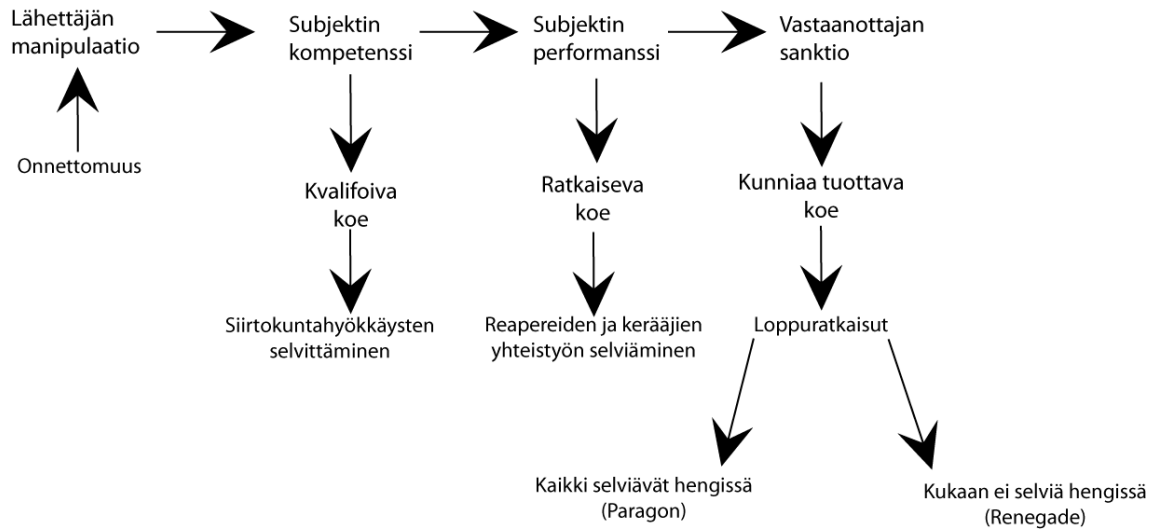 Lähettäjän
manipulaatio
Subjektin
kompetenssi
Subjektin
performanssi
Vastaanottajan
sanktio
Onnettomuus
Kvalifoiva
koe
Ratkaiseva
koe
Kunniaa tuottava
koe
Siirtokuntahyökkäysten
selvittäminen
Reapereiden ja kerääjien
yhteistyön selviäminen
Loppuratkaisut
Kaikki selviävät hengissä
(Paragon)
Kukaan ei selviä hengissä
(Renegade)